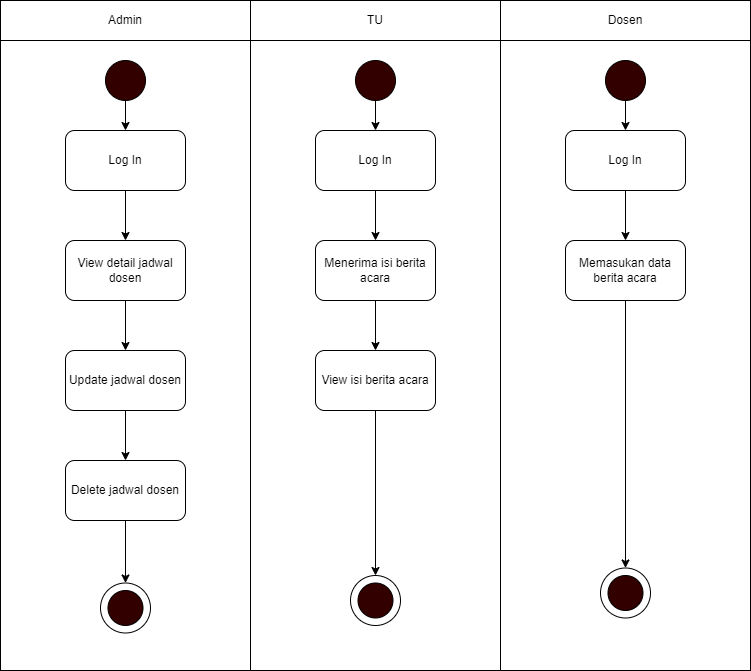 Admin
TU
Dosen
Log In
Log In
Log In
View detail jadwal
dosen
Menerima isi berita
acara
Memasukan data
berita acara
Update jadwal dosen
View isi berita acara
Delete jadwal dosen